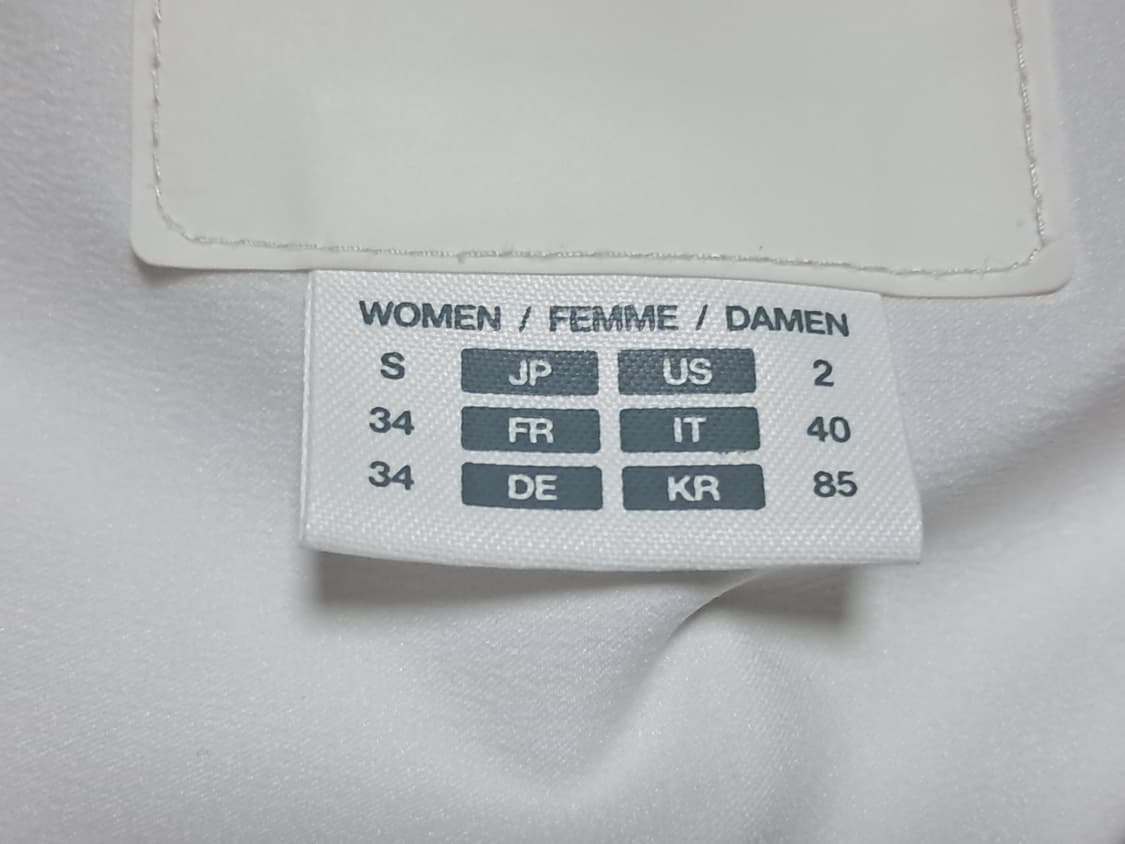 WOMEN / FEMME / DAMEN
S JP US 2
34 FR IT 40
34 DE KR 85